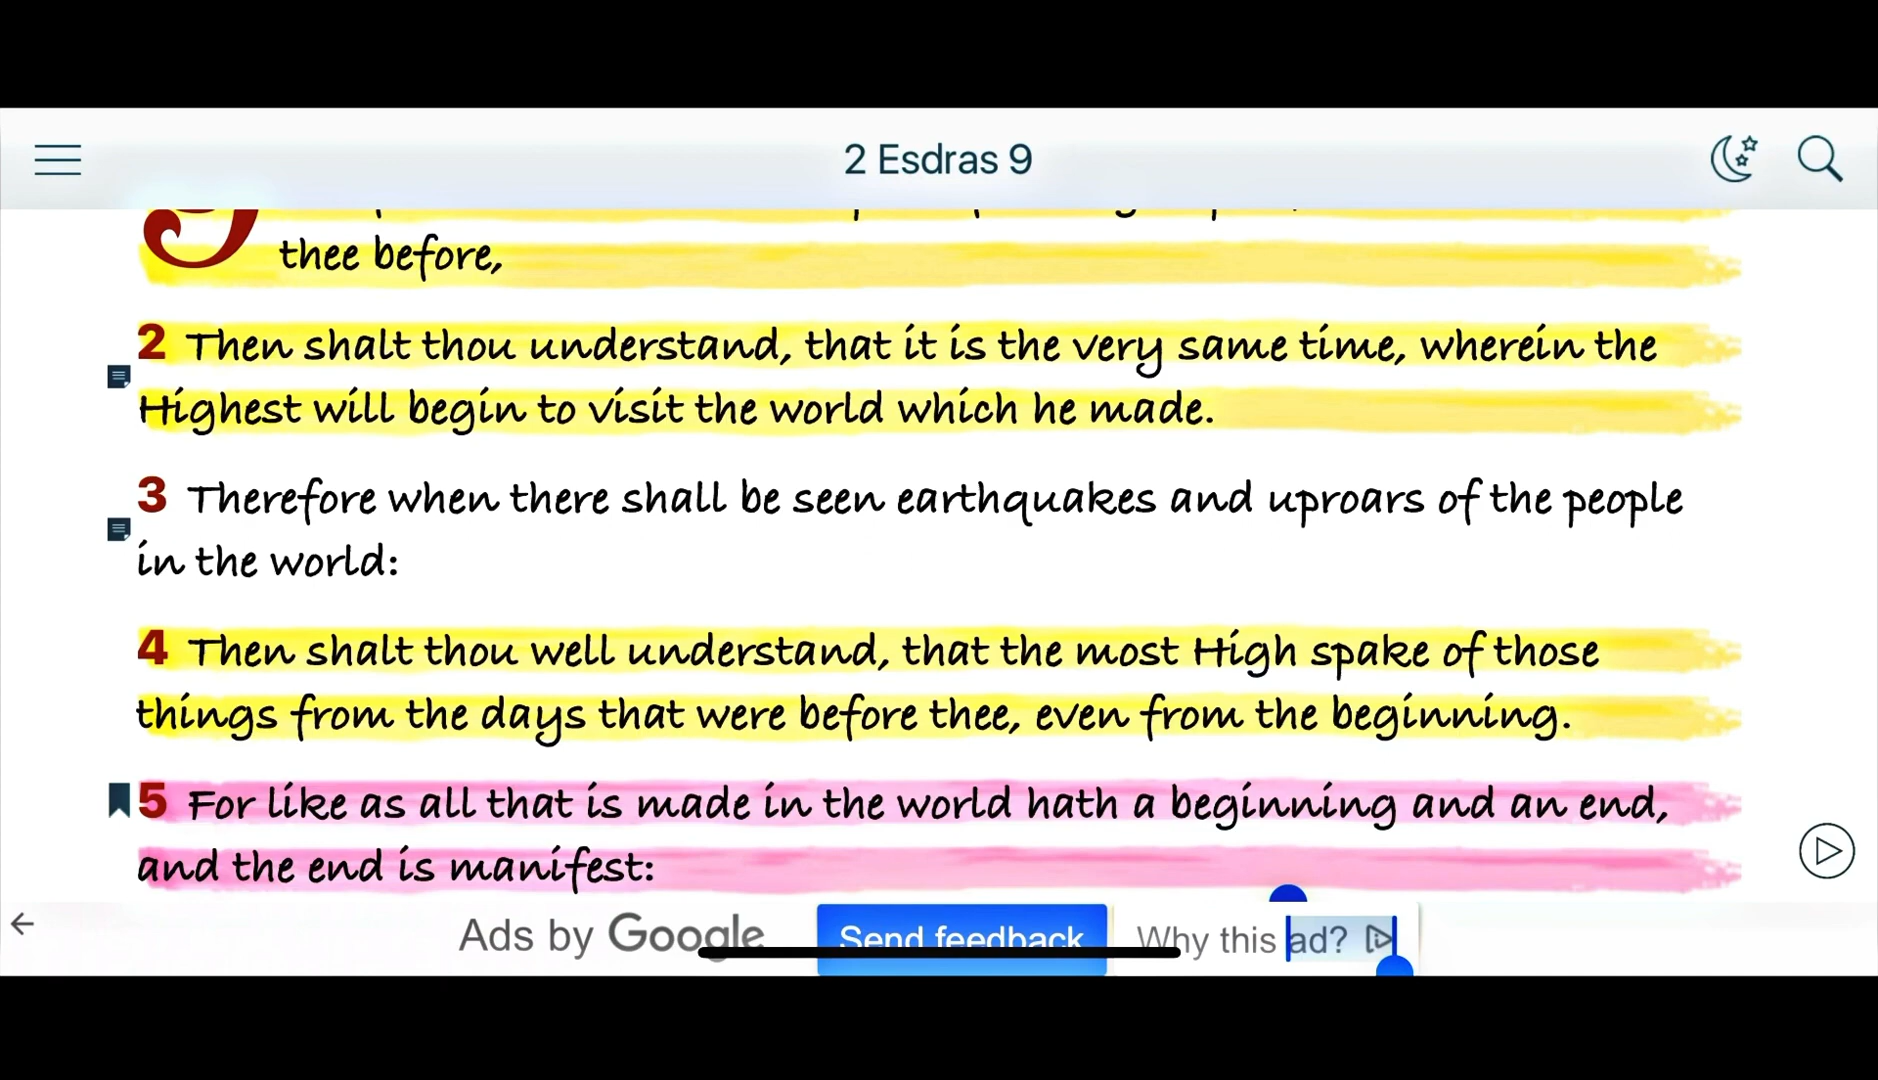 2 Esdras 9
thee before,
2 Then shalt thou understand, that it is the very same time, wherein the
Highest will begin to visit the world which he made.
3 Therefore when there shall be seen earthquakes and uproars of the people
in the world:
4 Then shalt thou well understand, that the most High spake of those
things from the days that were before thee, even from the beginning.
5 For like as all that is made in the world hath a beginning and an end,
and the end is manifest:
Ads by Google Send feedback Why this ad?